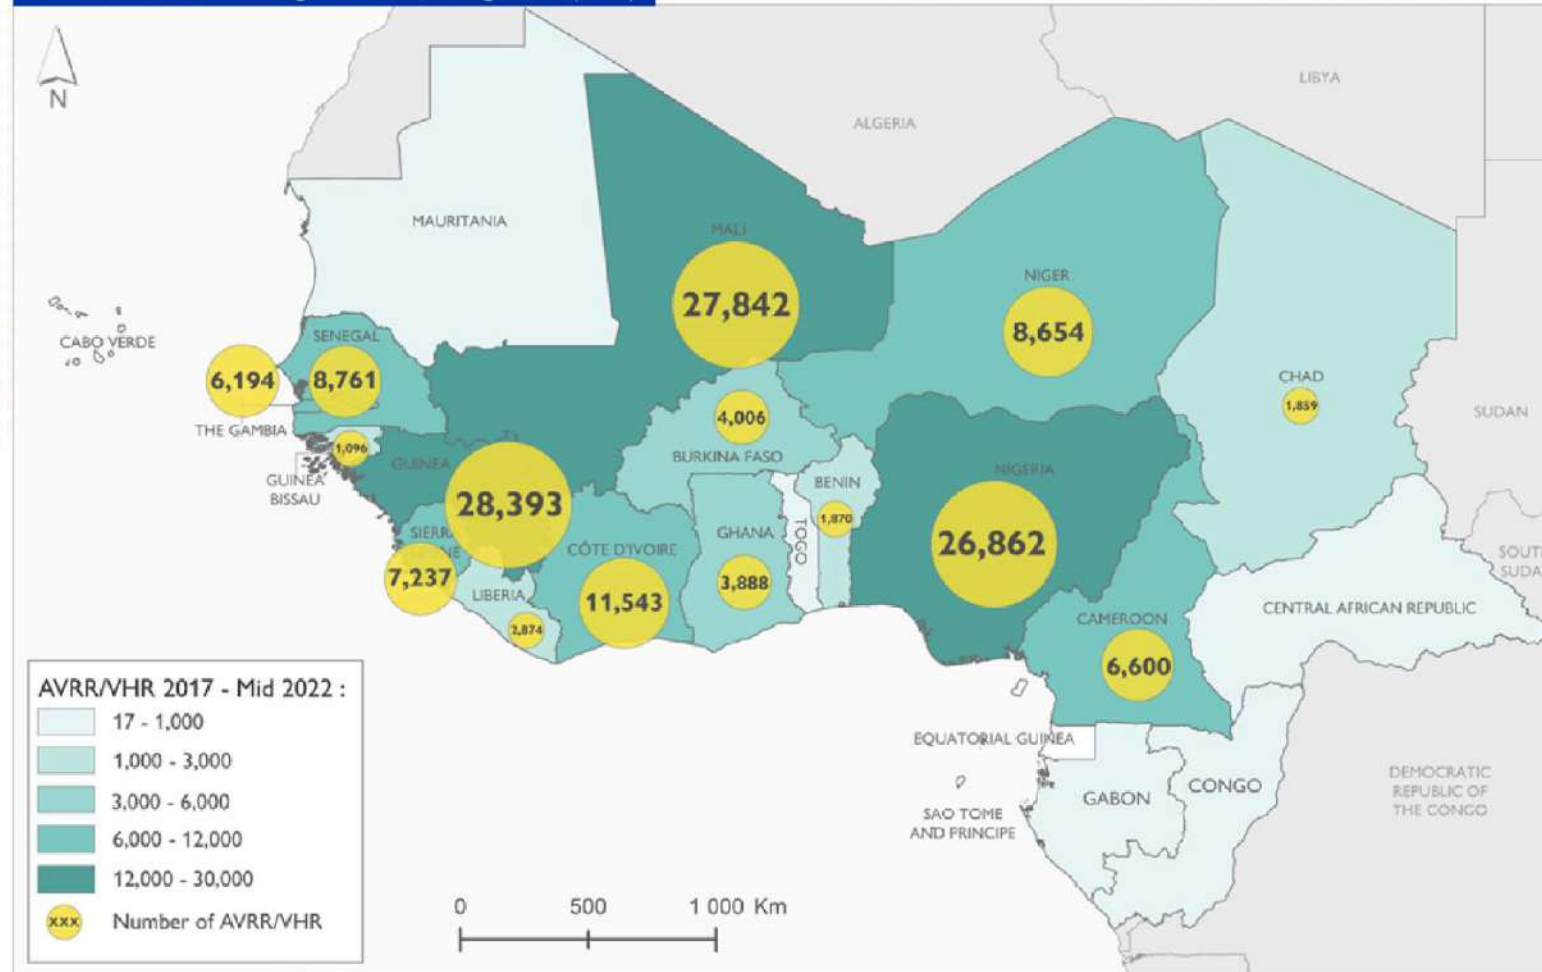 N
LIBYA
ALGERIA
MAURITANIA
MALI
27,842
NIGER
8,654
CABO VERDE
SENEGAL
6,194
8,761
CHAD
1,859
SUDAN
THE GAMBIA
1,096
GUINEA
BISSAU
GUINEA
4,006
BURKINA FASO
BENIN
1,870
NIGERIA
28,393
26,862
SIERR
NE
7,237
CÔTE D'IVOIRE
11,543
GHANA
3,888
TOGO
LIBERIA
2,874
SOUT
SUDA
CENTRAL AFRICAN REPUBLIC
CAMEROON
6,600
EQUATORIAL GUINEA
GABON
CONGO
SAO TOME
AND PRINCIPE
DEMOCRATIC
REPUBLIC OF
THE CONGO
AVRR/VHR 2017 - Mid 2022 :
17 - 1,000
1,000 - 3,000
3,000 - 6,000
6,000 - 12,000
12,000 - 30,000
xxx Number of AVRR/VHR
0 500 1 000 Km